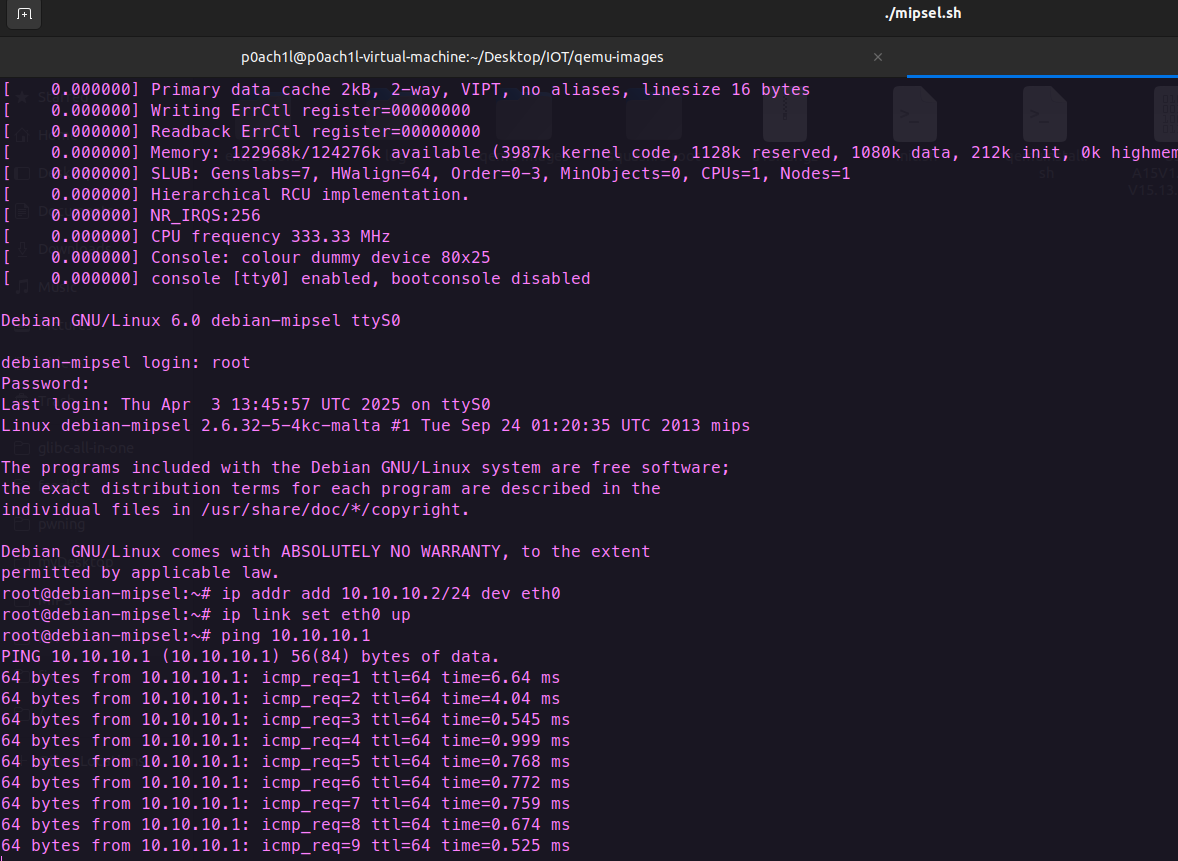 ./mipsel.sh
p0ach1l@p0ach1l-virtual-machine:~/Desktop/IOT/qemu-images
[    0.000000] Primary data cache 2kB, 2-way, VIPT, no aliases, linesize 16 bytes
[    0.000000] Writing ErrCtl register=00000000
[    0.000000] Readback ErrCtl register=00000000
[    0.000000] Memory: 122968k/124276k available (3987k kernel code, 1128k reserved, 1080k data, 212k init, 0k highmem
[    0.000000] SLUB: Genslabs=7, HWalign=64, Order=0-3, MinObjects=0, CPUs=1, Nodes=1
[    0.000000] Hierarchical RCU implementation.
[    0.000000] NR_IRQS:256
[    0.000000] CPU frequency 333.33 MHz
[    0.000000] Console: colour dummy device 80x25
[    0.000000] console [tty0] enabled, bootconsole disabled
Debian GNU/Linux 6.0 debian-mipsel ttyS0
debian-mipsel login: root
Password:
Last login: Thu Apr  3 13:45:57 UTC 2025 on ttyS0
Linux debian-mipsel 2.6.32-5-4kc-malta #1 Tue Sep 24 01:20:35 UTC 2013 mips
glibc-all-in-one
The programs included with the Debian GNU/Linux system are free software;
the exact distribution terms for each program are described in the
individual files in /usr/share/doc/*/copyright.
pwning
Debian GNU/Linux comes with ABSOLUTELY NO WARRANTY, to the extent
permitted by applicable law.
root@debian-mipsel:~# ip addr add 10.10.10.2/24 dev eth0
root@debian-mipsel:~# ip link set eth0 up
root@debian-mipsel:~# ping 10.10.10.1
PING 10.10.10.1 (10.10.10.1) 56(84) bytes of data.
64 bytes from 10.10.10.1: icmp_req=1 ttl=64 time=6.64 ms
64 bytes from 10.10.10.1: icmp_req=2 ttl=64 time=4.04 ms
64 bytes from 10.10.10.1: icmp_req=3 ttl=64 time=0.545 ms
64 bytes from 10.10.10.1: icmp_req=4 ttl=64 time=0.999 ms
64 bytes from 10.10.10.1: icmp_req=5 ttl=64 time=0.768 ms
64 bytes from 10.10.10.1: icmp_req=6 ttl=64 time=0.772 ms
64 bytes from 10.10.10.1: icmp_req=7 ttl=64 time=0.759 ms
64 bytes from 10.10.10.1: icmp_req=8 ttl=64 time=0.674 ms
64 bytes from 10.10.10.1: icmp_req=9 ttl=64 time=0.525 ms